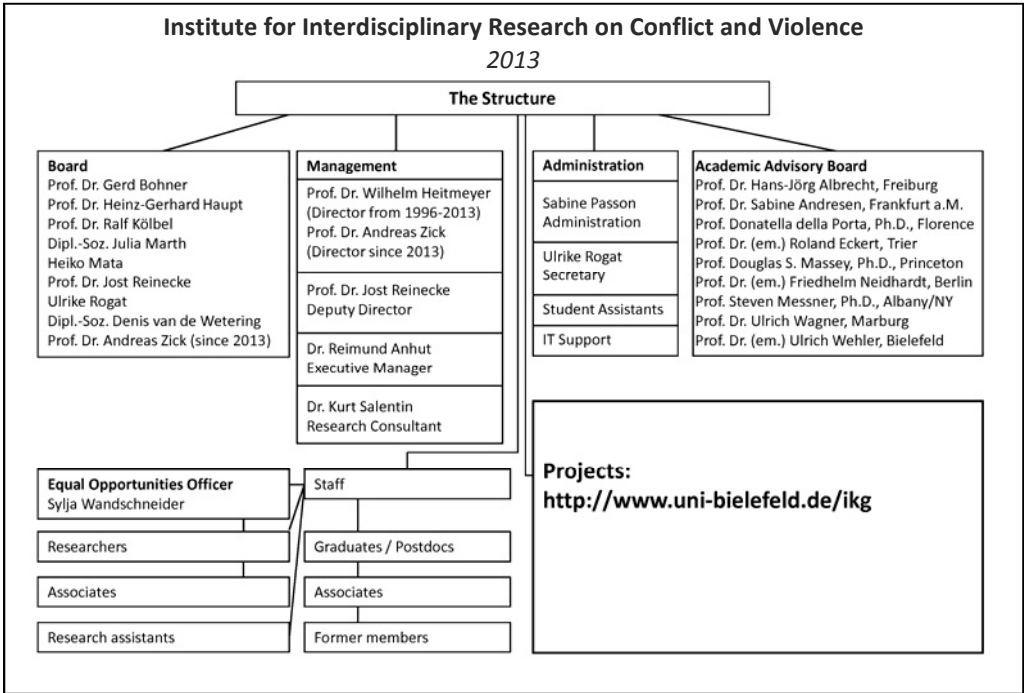 Institute for Interdisciplinary Research on Conflict and Violence
2013
The Structure
Board
Prof. Dr. Gerd Bohner
Prof. Dr. Heinz-Gerhard Haupt
Prof. Dr. Ralf Kölbel
Dipl.-Soz. Julia Marth
Heiko Mata
Prof. Dr. Jost Reinecke
Ulrike Rogat
Dipl.-Soz. Denis van de Wetering
Prof. Dr. Andreas Zick (since 2013)
Management
Prof. Dr. Wilhelm Heitmeyer
(Director from 1996-2013)
Prof. Dr. Andreas Zick
(Director since 2013)
Prof. Dr. Jost Reinecke
Deputy Director
Dr. Reimund Anhut
Executive Manager
Dr. Kurt Salentin
Research Consultant
Administration
Sabine Passon
Administration
Ulrike Rogat
Secretary
Student Assistants
IT Support
Academic Advisory Board
Prof. Dr. Hans-Jörg Albrecht, Freiburg
Prof. Dr. Sabine Andresen, Frankfurt a.M.
Prof. Donatella della Porta, Ph.D., Florence
Prof. Dr. (em.) Roland Eckert, Trier
Prof. Douglas S. Massey, Ph.D., Princeton
Prof. Dr. (em.) Friedhelm Neidhardt, Berlin
Prof. Steven Messner, Ph.D., Albany/NY
Prof. Dr. Ulrich Wagner, Marburg
Prof. Dr. (em.) Ulrich Wehler, Bielefeld
Equal Opportunities Officer
Sylja Wandschneider
Researchers
Associates
Research assistants
Staff
Graduates / Postdocs
Associates
Former members
Projects:
http://www.uni-bielefeld.de/ikg